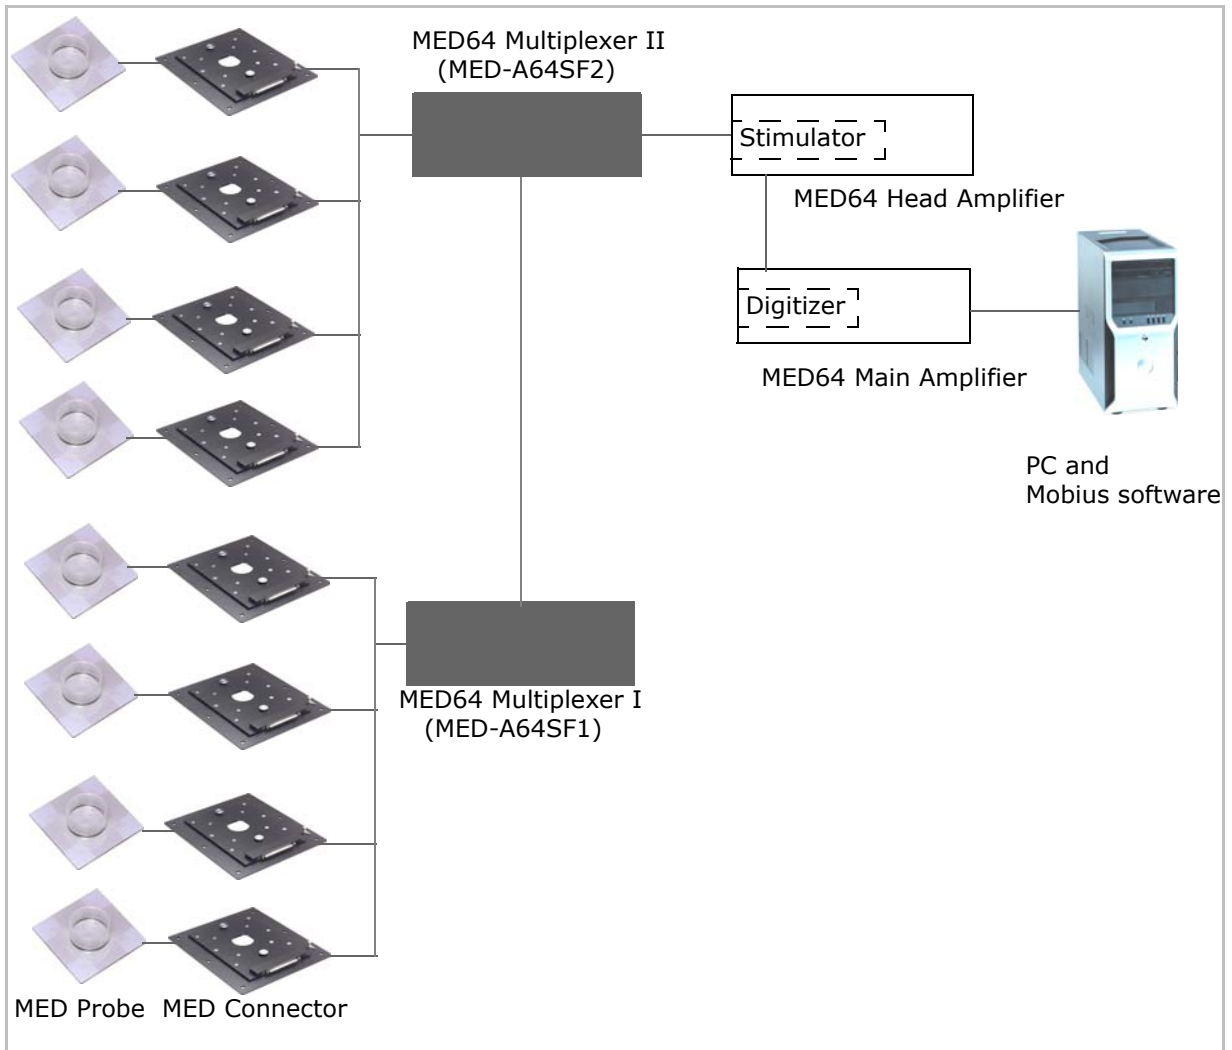 MED64 Multiplexer II
(MED-A64SF2)
Stimulator
MED64 Head Amplifier
Digitizer
MED64 Main Amplifier
PC and
Mobius software
MED64 Multiplexer I
(MED-A64SF1)
MED Probe MED Connector